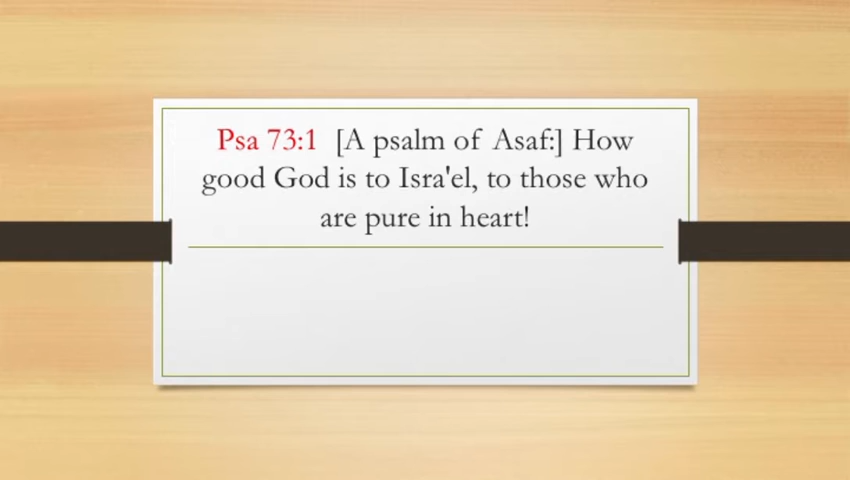 Psa 73:1  [A psalm of Asaf:] How
good God is to Isra'el, to those who
are pure in heart!